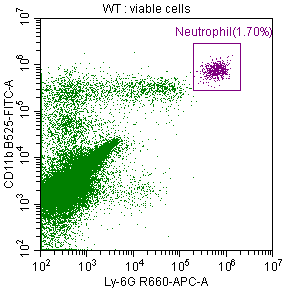 WT : viable cells
Neutrophil(1.70%)
CD11b B525-FITC-A
10^7
10^6
10^5
10^4
10^3
10^2
10^2 10^3 10^4 10^5 10^6 10^7
Ly-6G R660-APC-A